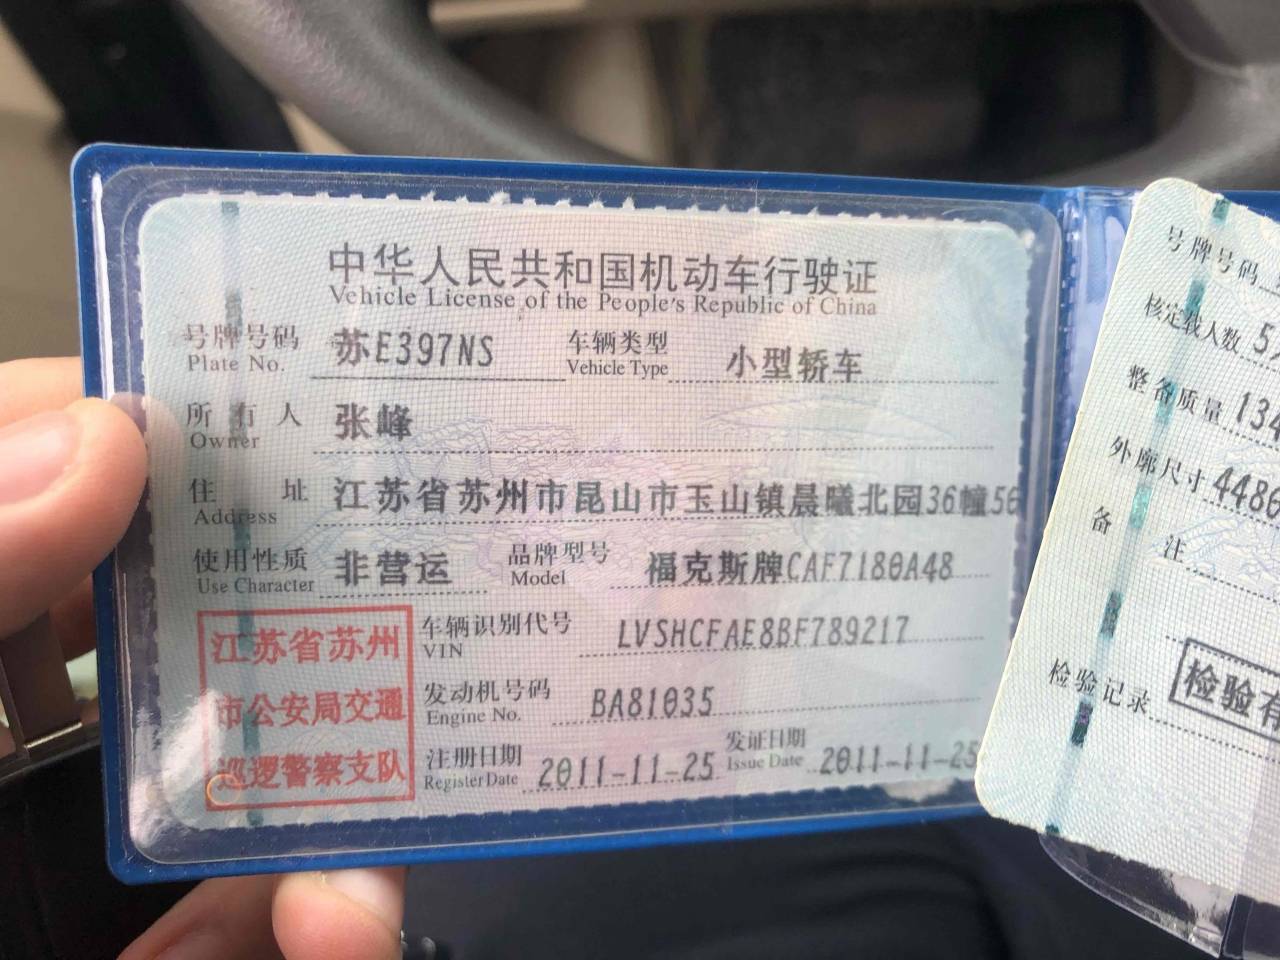 中华人民共和国机动车行驶证
Vehicle License of the People's Republic of China
号牌号码 苏E397NS 车辆类型 小型轿车
Plate No. Vehicle Type
所有人 张峰
Owner
住址 江苏省苏州市昆山市玉山镇晨曦北园36幢56
Address
使用性质 非营运 品牌型号 福克斯牌CAF7180A48
Use Character Model
江苏省苏州
市公安局交通
巡逻警察支队
车辆识别代号 LVSHCFAE8BF789217
VIN
发动机号码 BA81035
Engine No.
注册日期 2011-11-25 发证日期 2011-11-25
Register Date Issue Date
号牌号码
核定载人数 5
整备质量 134
外廓尺寸 4480
备注
检验记录 检验有